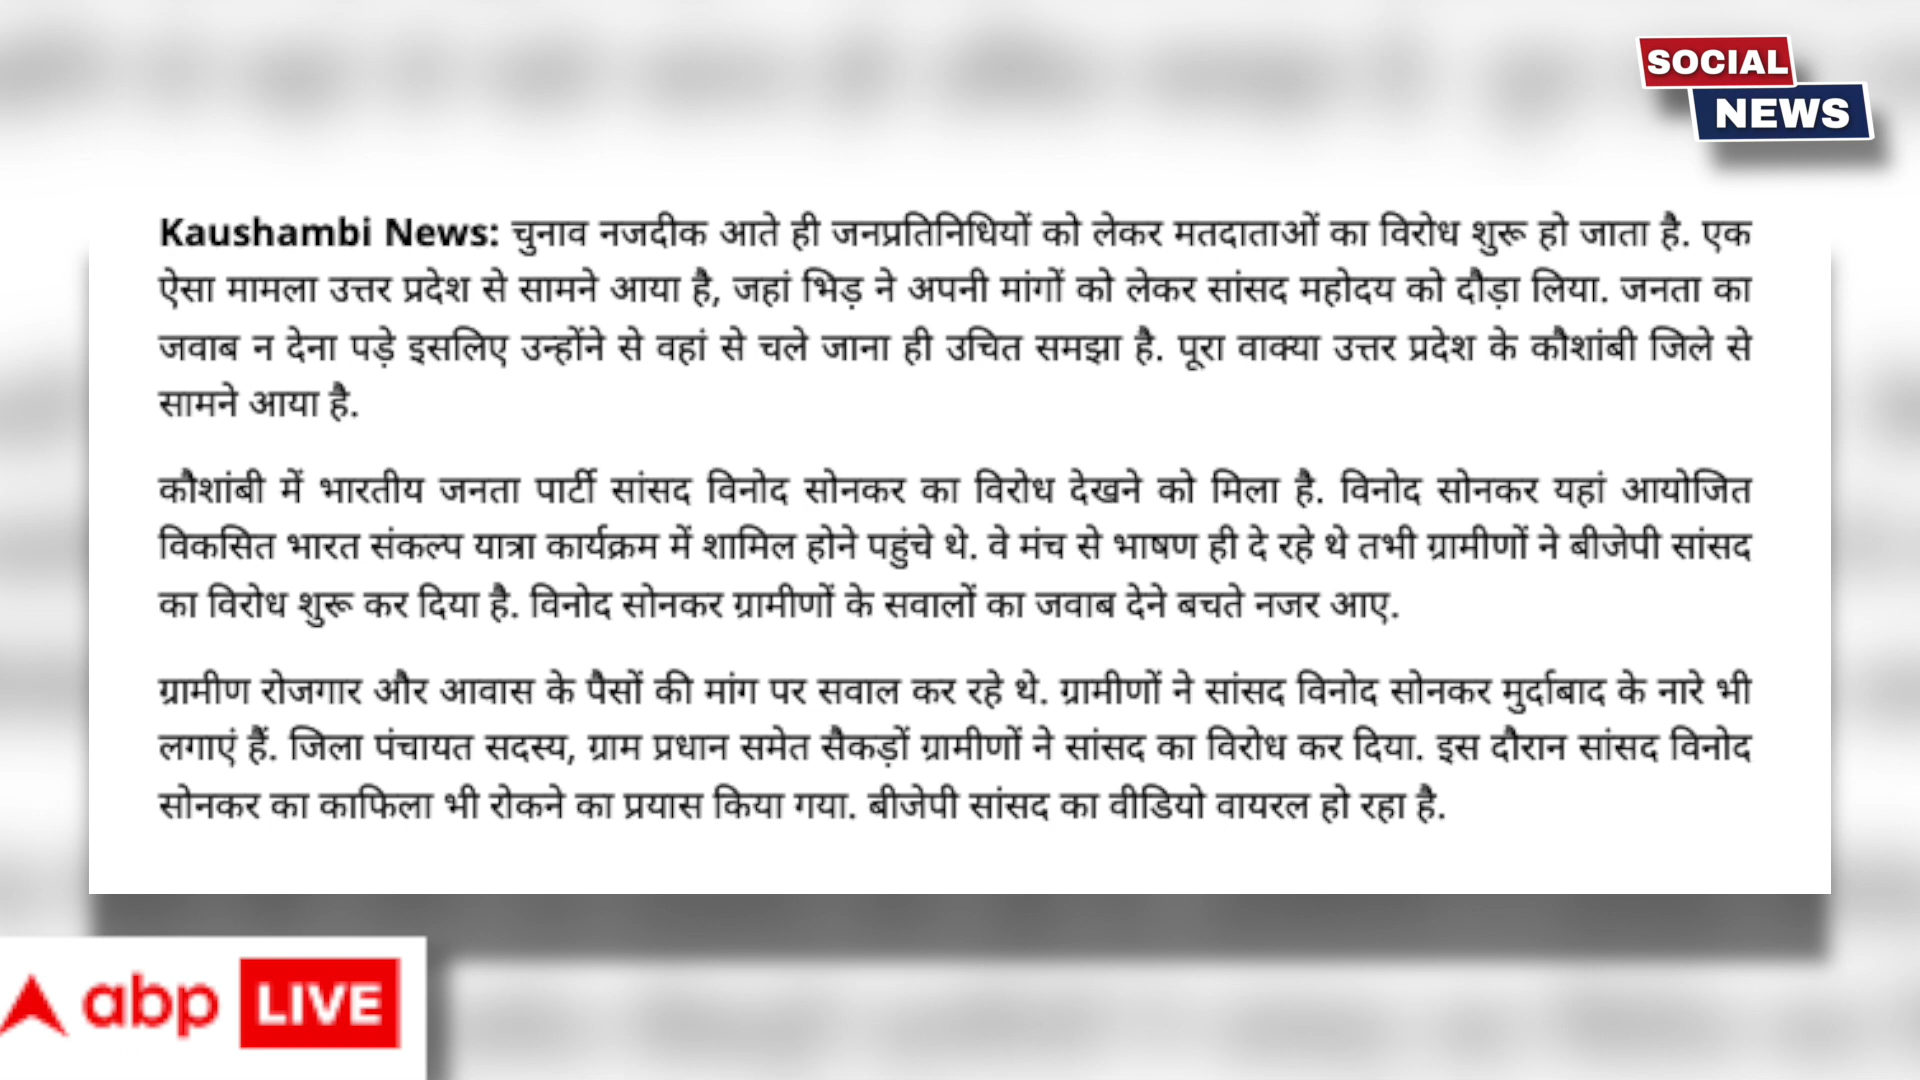 SOCIAL
NEWS
Kaushambi News: चुनाव नजदीक आते ही जनप्रतिनिधियों को लेकर मतदाताओं का विरोध शुरू हो जाता है. एक
ऐसा मामला उत्तर प्रदेश से सामने आया है, जहां भिड़ ने अपनी मांगों को लेकर सांसद महोदय को दौड़ा लिया. जनता का
जवाब न देना पड़े इसलिए उन्होंने से वहां से चले जाना ही उचित समझा है. पूरा वाक्या उत्तर प्रदेश के कौशांबी जिले से
सामने आया है.
कौशांबी में भारतीय जनता पार्टी सांसद विनोद सोनकर का विरोध देखने को मिला है. विनोद सोनकर यहां आयोजित
विकसित भारत संकल्प यात्रा कार्यक्रम में शामिल होने पहुंचे थे. वे मंच से भाषण ही दे रहे थे तभी ग्रामीणों ने बीजेपी सांसद
का विरोध शुरू कर दिया है. विनोद सोनकर ग्रामीणों के सवालों का जवाब देने बचते नजर आए.
ग्रामीण रोजगार और आवास के पैसों की मांग पर सवाल कर रहे थे. ग्रामीणों ने सांसद विनोद सोनकर मुर्दाबाद के नारे भी
लगाएं हैं. जिला पंचायत सदस्य, ग्राम प्रधान समेत सैकड़ों ग्रामीणों ने सांसद का विरोध कर दिया. इस दौरान सांसद विनोद
सोनकर का काफिला भी रोकने का प्रयास किया गया. बीजेपी सांसद का वीडियो वायरल हो रहा है.
abp LIVE